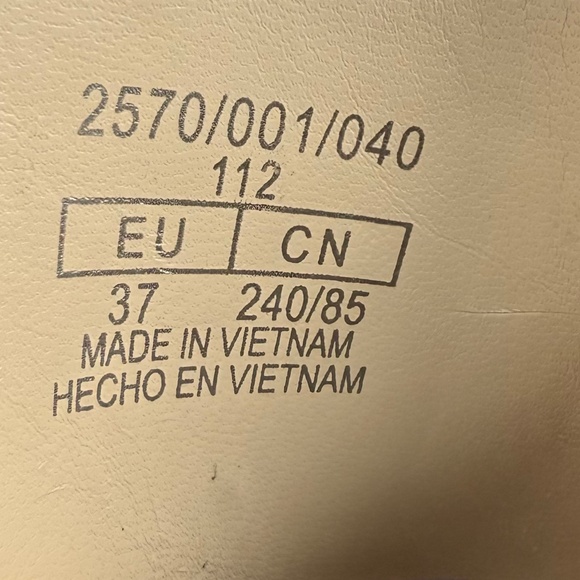 2570/001/040
112
EU CN
37 240/85
MADE IN VIETNAM
HECHO EN VIETNAM